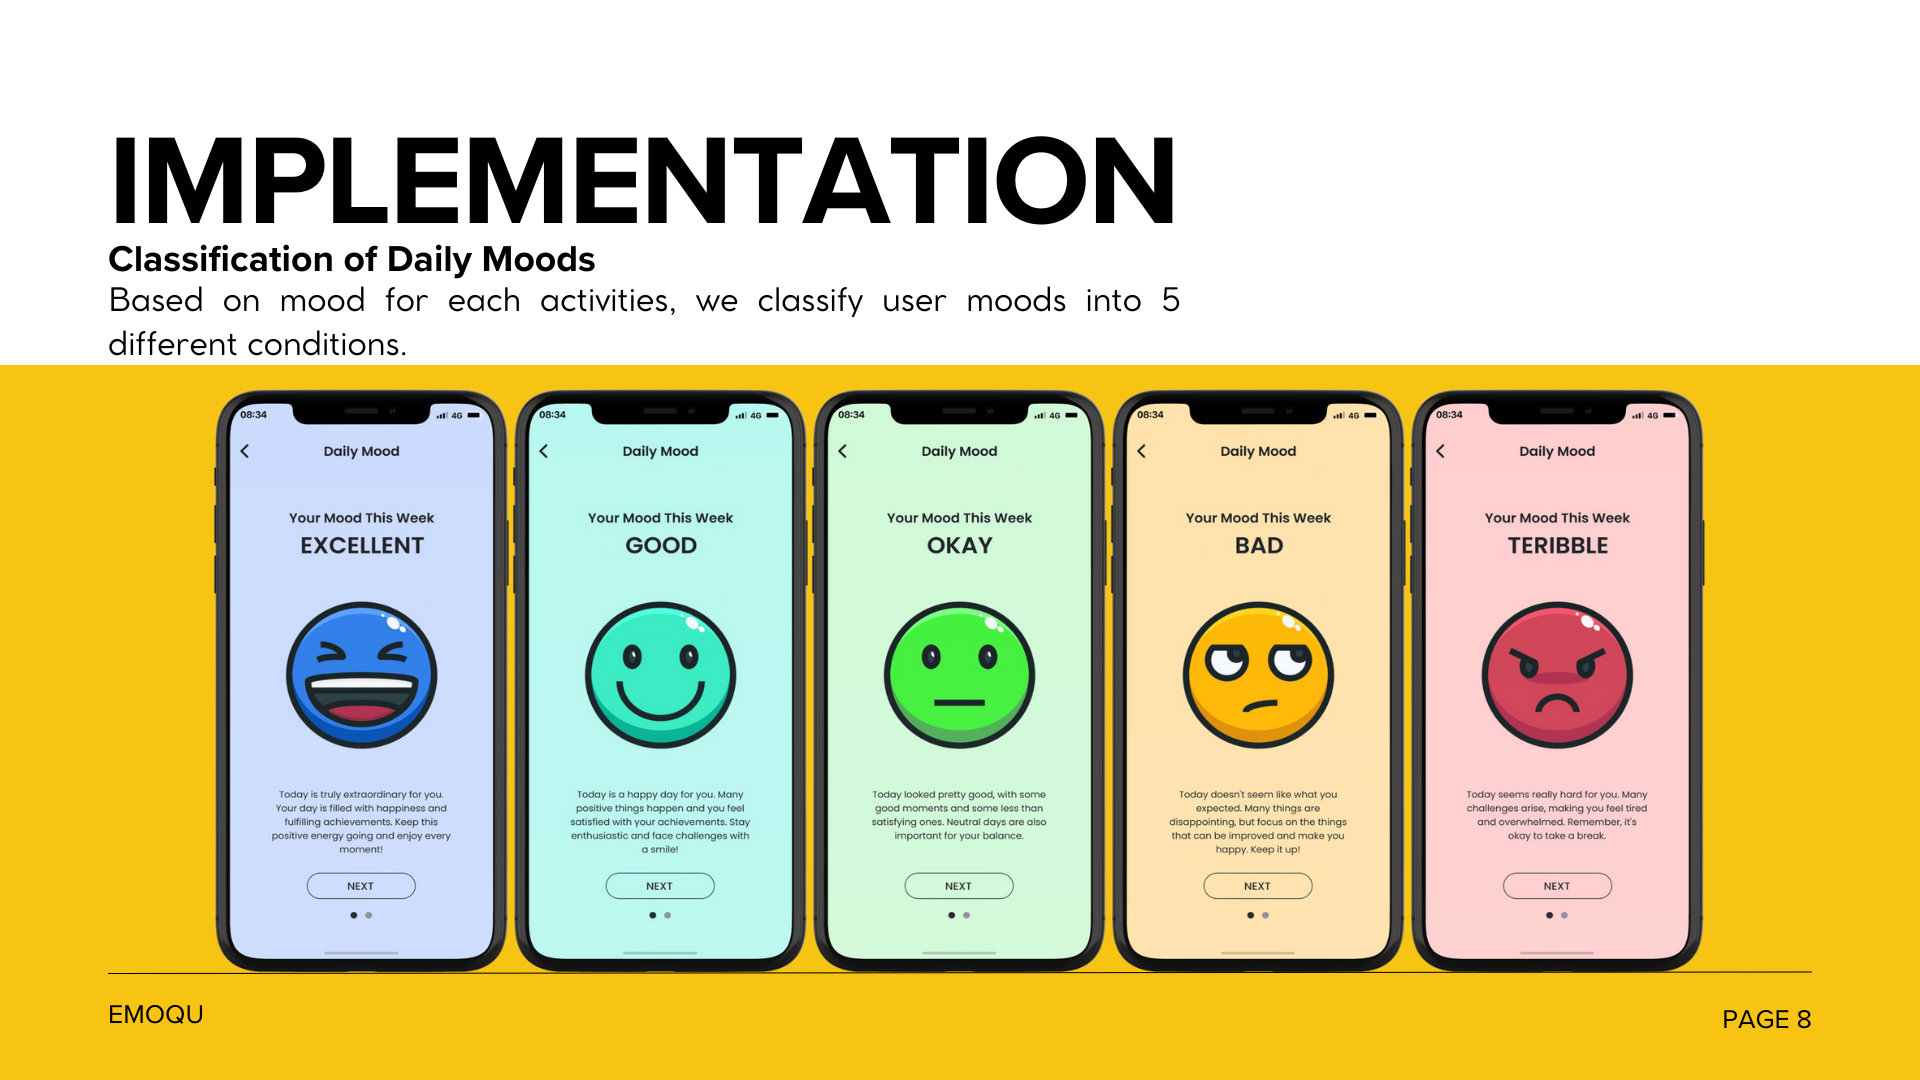 IMPLEMENTATION
Classification of Daily Moods
Based on mood for each activities, we classify user moods into 5
different conditions.
08:34
4G
Daily Mood
Your Mood This Week
EXCELLENT
Today is truly extraordinary for you.
Your day is filled with happiness and
fulfilling achievements. Keep this
positive energy going and enjoy every
moment!
NEXT
08:34
4G
Daily Mood
Your Mood This Week
GOOD
Today is a happy day for you. Many
positive things happen and you feel
satisfied with your achievements. Stay
enthusiastic and face challenges with
a smile!
NEXT
08:34
4G
Daily Mood
Your Mood This Week
OKAY
Today looked pretty good, with some
good moments and some less than
satisfying ones. Neutral days are also
important for your balance.
NEXT
08:34
4G
Daily Mood
Your Mood This Week
BAD
Today doesn't seem like what you
expected. Many things are
disappointing, but focus on the things
that can be improved and make you
happy. Keep it up!
NEXT
08:34
4G
Daily Mood
Your Mood This Week
TERIBBLE
Today seems really hard for you. Many
challenges arise, making you feel tired
and overwhelmed. Remember, it's
okay to take a break.
NEXT
EMOQU
PAGE 8